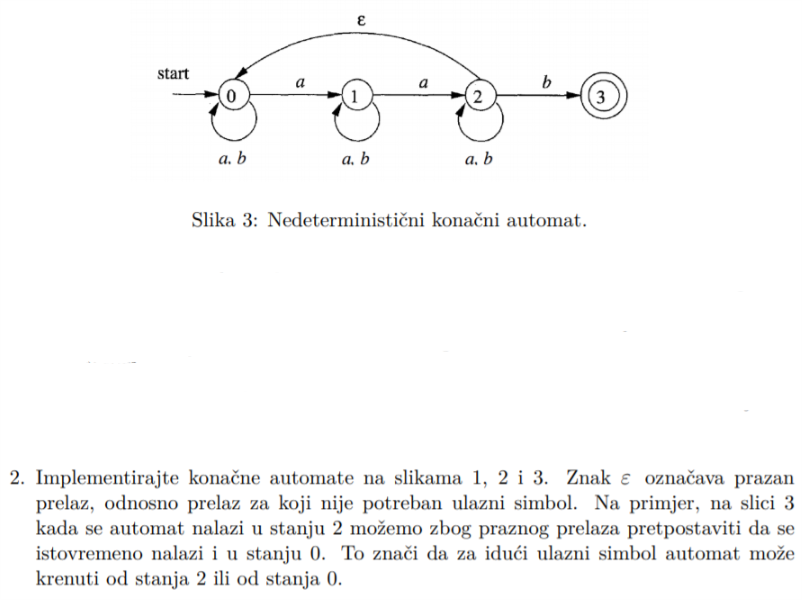 ε
start
a
a
b
0
1
2
3
a, b
a, b
a, b
Slika 3: Nedeterministični konačni automat.
2. Implementirajte konačne automate na slikama 1, 2 i 3. Znak ε označava prazan
prelaz, odnosno prelaz za koji nije potreban ulazni simbol. Na primjer, na slici 3
kada se automat nalazi u stanju 2 možemo zbog praznog prelaza pretpostaviti da se
istovremeno nalazi i u stanju 0. To znači da za idući ulazni simbol automat može
krenuti od stanja 2 ili od stanja 0.